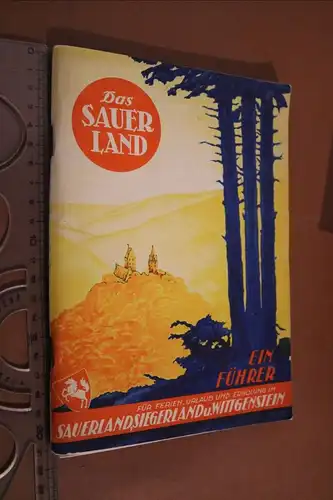 Das
SAUER
LAND
EIN
FÜHRER
FÜR FERIEN, URLAUB UND ERHOLUNG IM
SAUERLAND, SIEGERLAND u. WITTGENSTEIN